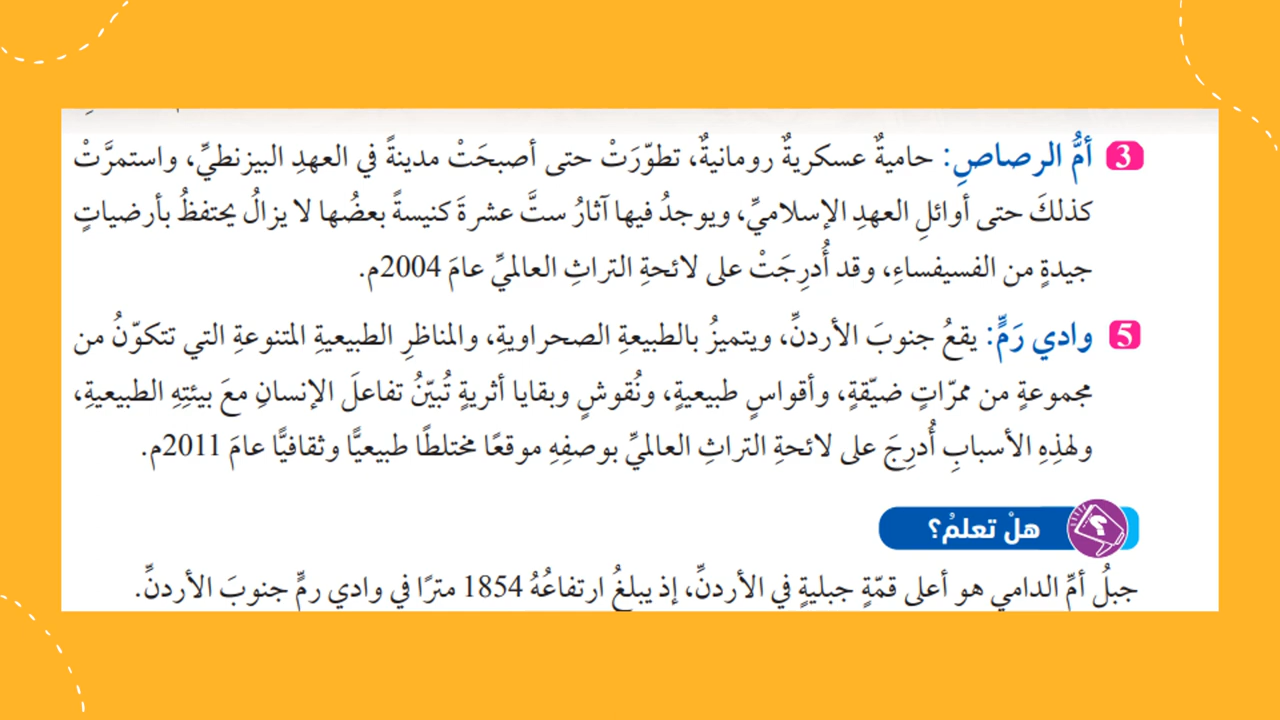 3 أمُّ الرصاصِ: حاميةٌ عسكريةٌ رومانيةٌ، تطوّرَتْ حتى أصبحَتْ مدينةً في العهدِ البيزنطيِّ، واستمرَّتْ
كذلكَ حتى أوائلِ العهدِ الإسلاميِّ، ويوجدُ فيها آثارُ ستَّ عشرةَ كنيسةً بعضُها لا يزالُ يحتفظُ بأرضياتٍ
جيدةٍ من الفسيفساءِ، وقد أُدرِجَتْ على لائحةِ التراثِ العالميِّ عامَ 2004م.
5 وادي رَمٍّ: يقعُ جنوبَ الأردنِّ، ويتميزُ بالطبيعةِ الصحراويةِ، والمناظرِ الطبيعيةِ المتنوعةِ التي تتكوّنُ من
مجموعةٍ من ممرّاتٍ ضيّقةٍ، وأقواسٍ طبيعيةٍ، ونُقوشٍ وبقايا أثريةٍ تُبيّنُ تفاعلَ الإنسانِ معَ بيئتِهِ الطبيعيةِ،
ولهذِهِ الأسبابِ أُدرِجَ على لائحةِ التراثِ العالميِّ بوصفِهِ موقعًا مختلطًا طبيعيًّا وثقافيًّا عامَ 2011م.
هلْ تعلمُ؟
جبلُ أمِّ الدامي هو أعلى قمّةٍ جبليةٍ في الأردنِّ، إذ يبلغُ ارتفاعُهُ 1854 مترًا في وادي رمٍّ جنوبَ الأردنِّ.